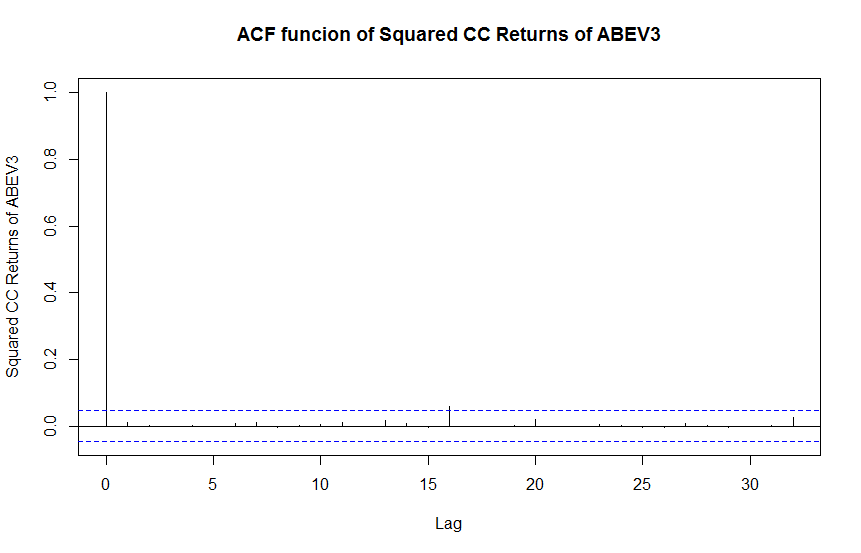 ACF funcion of Squared CC Returns of ABEV3
Squared CC Returns of ABEV3
1.0
0.8
0.6
0.4
0.2
0.0
0 5 10 15 20 25 30
Lag